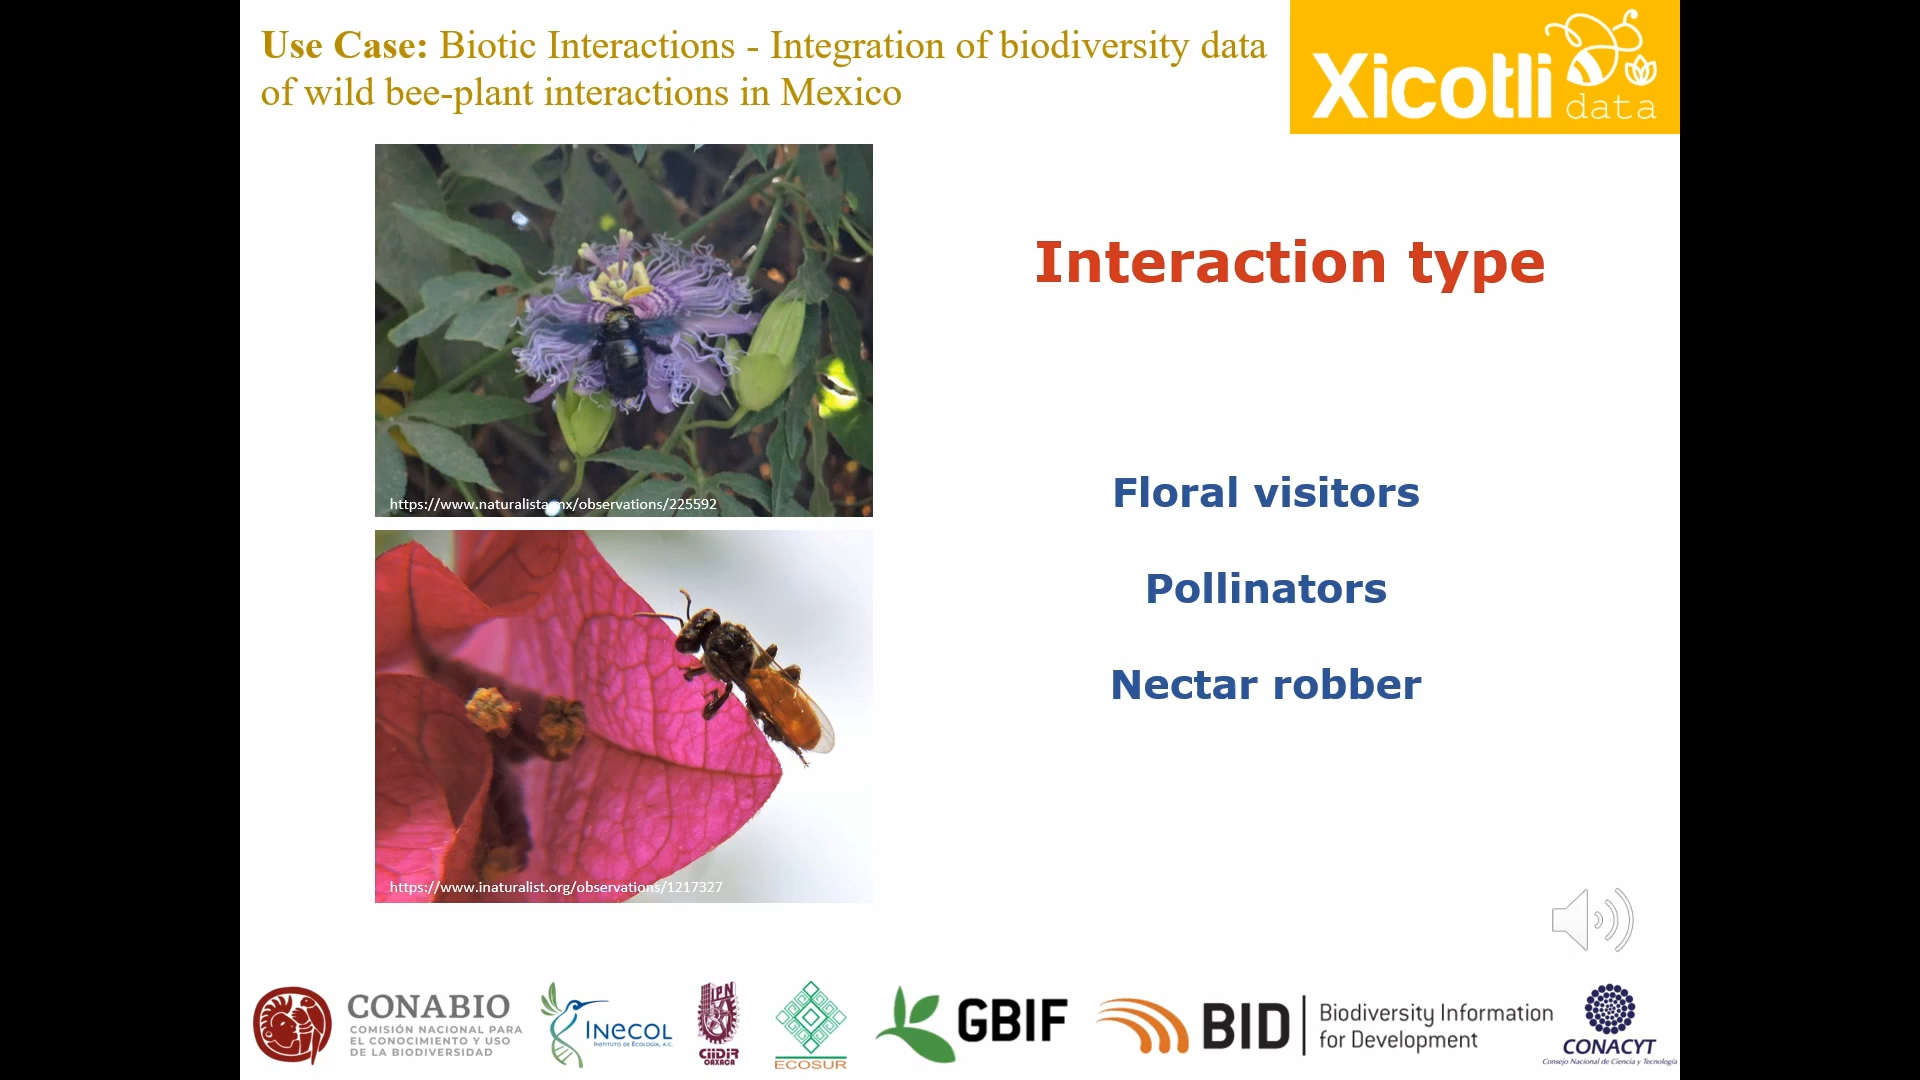 Use Case: Biotic Interactions - Integration of biodiversity data
of wild bee-plant interactions in Mexico
Xicotli
data
Interaction type
https://www.naturalista.mx/observations/225592
Floral visitors
Pollinators
Nectar robber
https://www.inaturalist.org/observations/1217327
CONABIO
COMISIÓN NACIONAL PARA
EL CONOCIMIENTO Y USO
DE LA BIODIVERSIDAD
INECOL
INSTITUTO DE ECOLOGÍA, A.C.
IPN
CIIDIR
OAXACA
ECOSUR
GBIF
BID
Biodiversity Information
for Development
CONACYT
Consejo Nacional de Ciencia y Tecnología